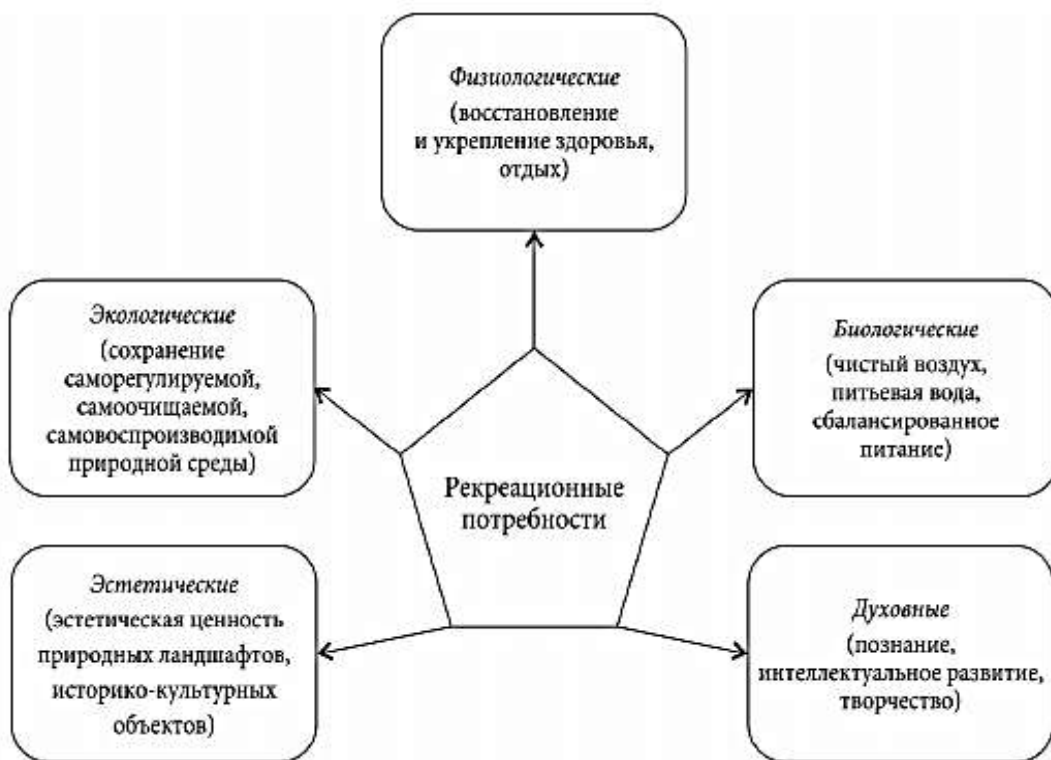 Физиологические
(восстановление
и укрепление здоровья,
отдых)
Экологические
(сохранение
саморегулируемой,
самоочищаемой,
самовоспроизводимой
природной среды)
Биологические
(чистый воздух,
питьевая вода,
сбалансированное
питание)
Рекреационные
потребности
Эстетические
(эстетическая ценность
природных ландшафтов,
историко-культурных
объектов)
Духовные
(познание,
интеллектуальное развитие,
творчество)